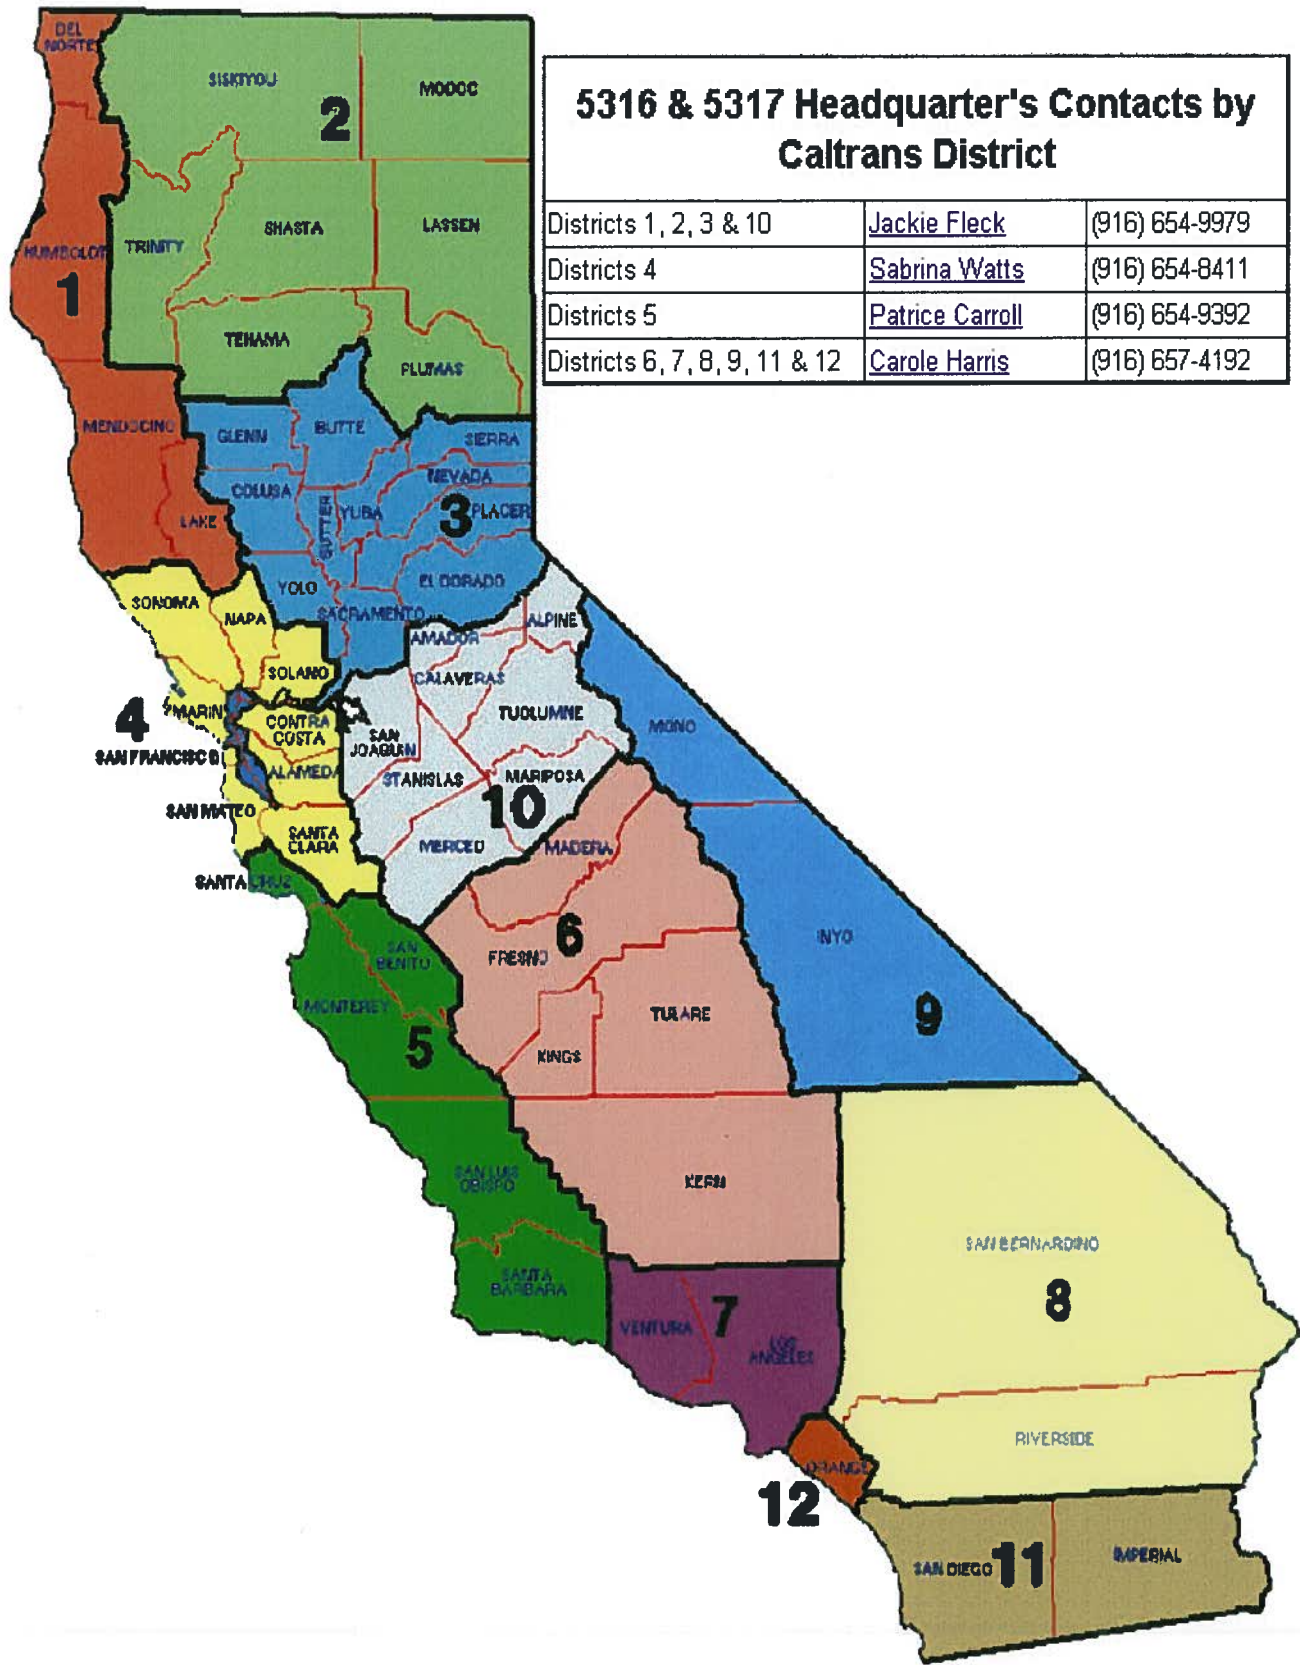 5316 & 5317 Headquarter's Contacts by
Caltrans District
Districts 1, 2, 3 & 10 Jackie Fleck (916) 654-9979
Districts 4 Sabrina Watts (916) 654-8411
Districts 5 Patrice Carroll (916) 654-9392
Districts 6, 7, 8, 9, 11 & 12 Carole Harris (916) 657-4192
DEL
NORTE
SISKIYOU
MODOC
2
HUMBOLDT
TRINITY
SHASTA
LASSEN
1
TEHAMA
PLUMAS
MENDOCINO
GLENN
BUTTE
SIERRA
NEVADA
COLUSA
SUTTER
YUBA
3
PLACER
LAKE
YOLO
EL DORADO
SONOMA
NAPA
SACRAMENTO
AMADOR
ALPINE
SOLANO
CALAVERAS
4
MARIN
CONTRA
COSTA
SAN
JOAQUIN
TUOLUMNE
MONO
SAN FRANCISCO
ALAMEDA
STANISLAS
MARIPOSA
10
SAN MATEO
SANTA
CLARA
MERCED
MADERA
SANTA CRUZ
6
SAN
BENITO
FRESNO
INYO
MONTEREY
9
TULARE
5
KINGS
SAN LUIS
OBISPO
KERN
SAN BERNARDINO
SANTA
BARBARA
8
7
VENTURA
LOS
ANGELES
RIVERSIDE
ORANGE
12
SAN DIEGO
11
IMPERIAL